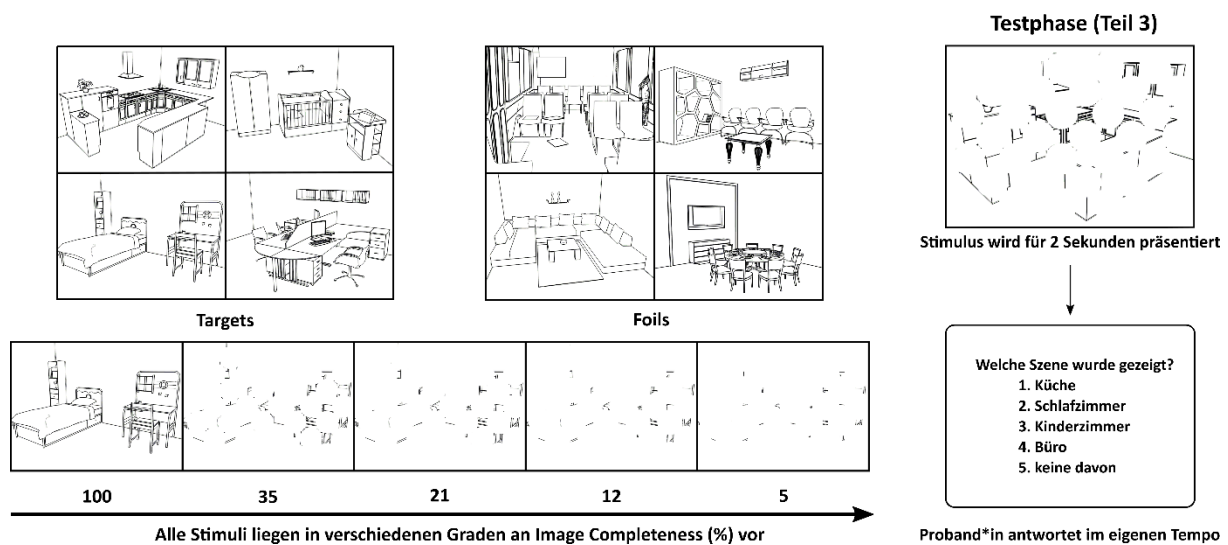 Testphase (Teil 3)
Targets
Foils
Stimulus wird für 2 Sekunden präsentiert
Welche Szene wurde gezeigt?
1. Küche
2. Schlafzimmer
3. Kinderzimmer
4. Büro
5. keine davon
100 35 21 12 5
Alle Stimuli liegen in verschiedenen Graden an Image Completeness (%) vor
Proband*in antwortet im eigenen Tempo